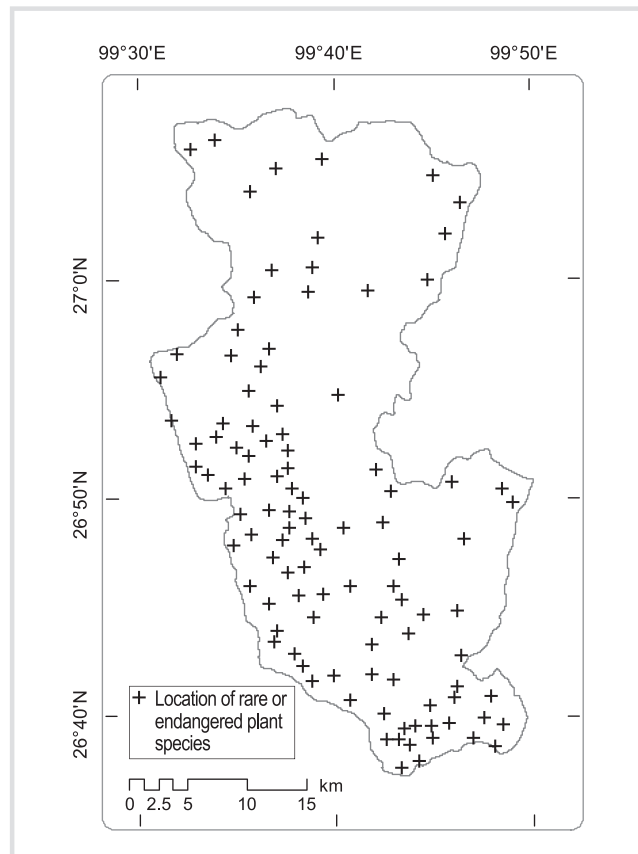 99°30'E 99°40'E 99°50'E
27°0'N
26°50'N
26°40'N
Location of rare or
endangered plant
species
km
0 2.5 5 10 15